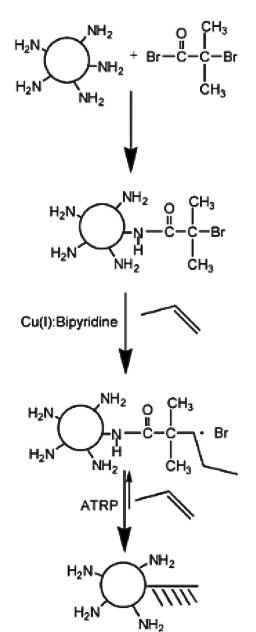 NH₂
H₂N CH₃
O
NH₂ + Br C C Br
H₂N
NH₂ CH₃
NH₂ CH₃
H₂N O
N C C Br
H₂N H
NH₂ CH₃
Cu(I):Bipyridine
NH₂ CH₃
H₂N O
N C C · Br
H₂N H
NH₂ CH₃
ATRP
NH₂
H₂N
H₂N
NH₂